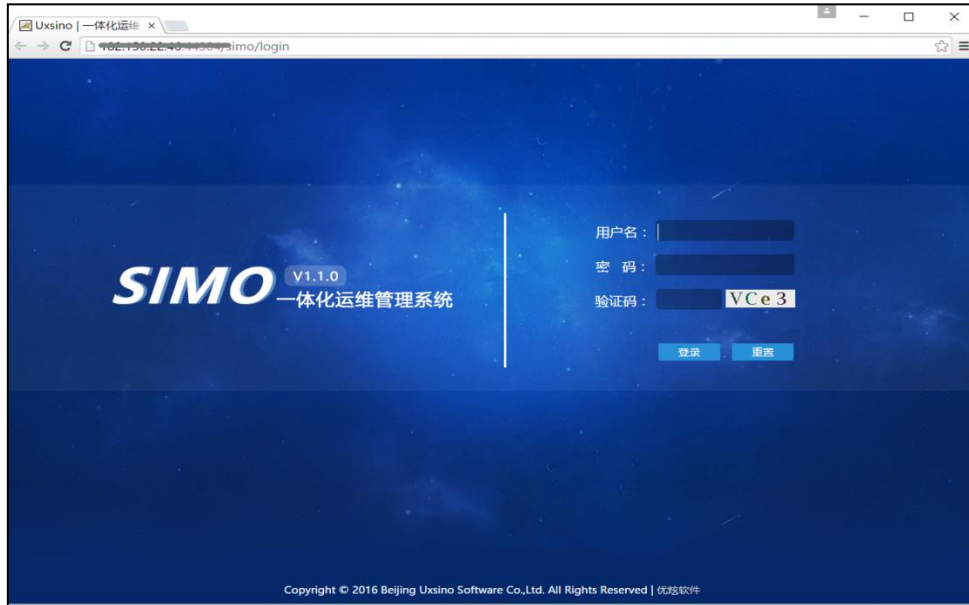 Uxsino | 一体化运维
simo/login
用户名：
密 码：
SIMO V1.1.0
一体化运维管理系统
验证码： VCe3
登录 重置
Copyright © 2016 Beijing Uxsino Software Co.,Ltd. All Rights Reserved | 优炫软件